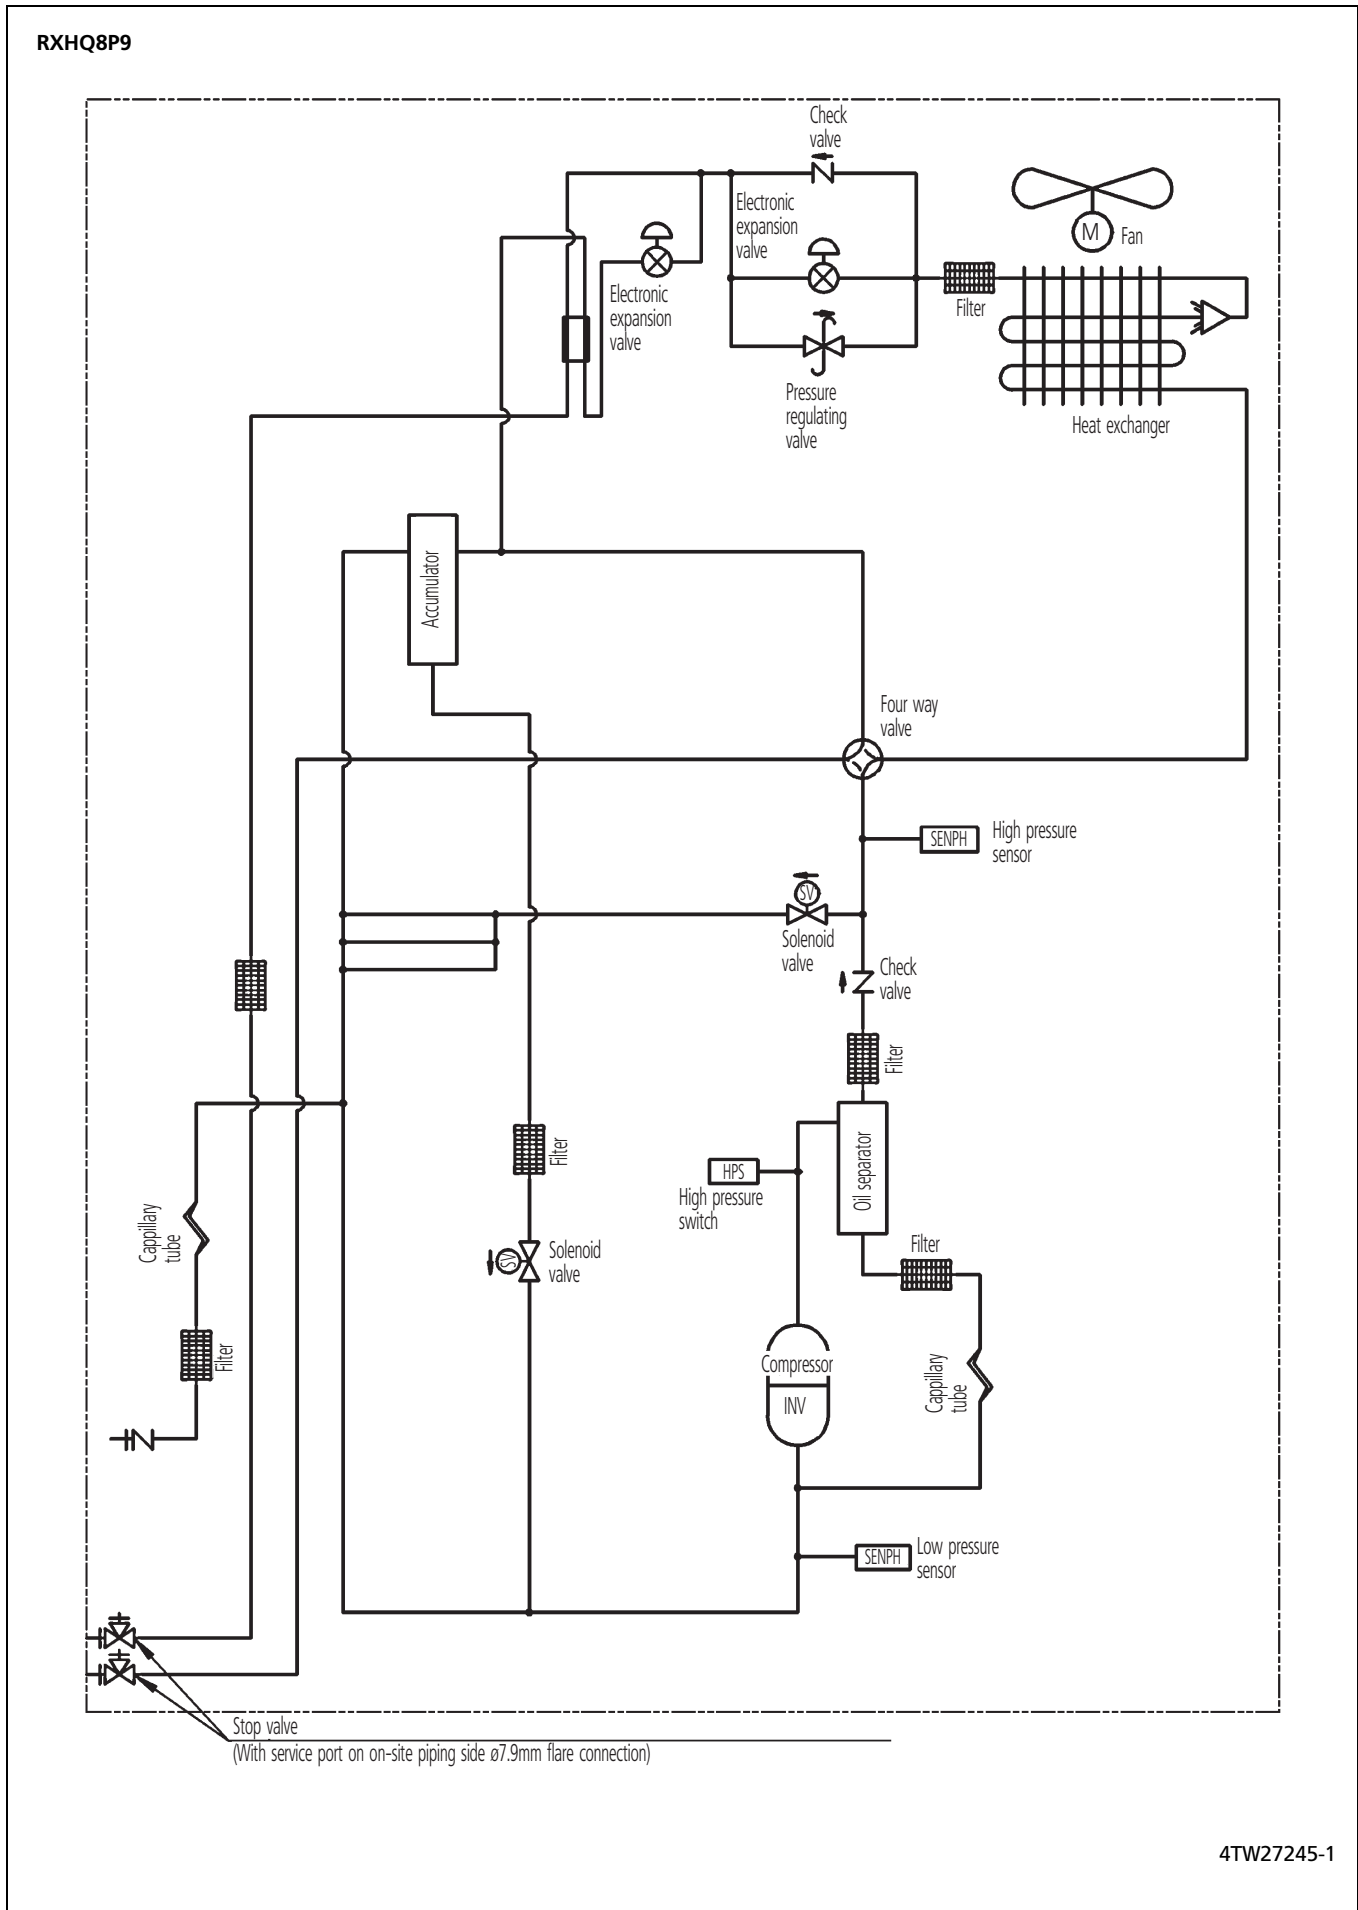 RXHQ8P9
Check
valve
Electronic
expansion
valve
M
Fan
Electronic
expansion
valve
Filter
Pressure
regulating
valve
Heat exchanger
Accumulator
Four way
valve
SENPH
High pressure
sensor
SV
Solenoid
valve
Check
valve
Filter
Filter
HPS
High pressure
switch
Oil separator
Cappillary
tube
SV
Solenoid
valve
Filter
Filter
Compressor
INV
Cappillary
tube
SENPH
Low pressure
sensor
Stop valve
(With service port on on-site piping side ø7.9mm flare connection)
4TW27245-1